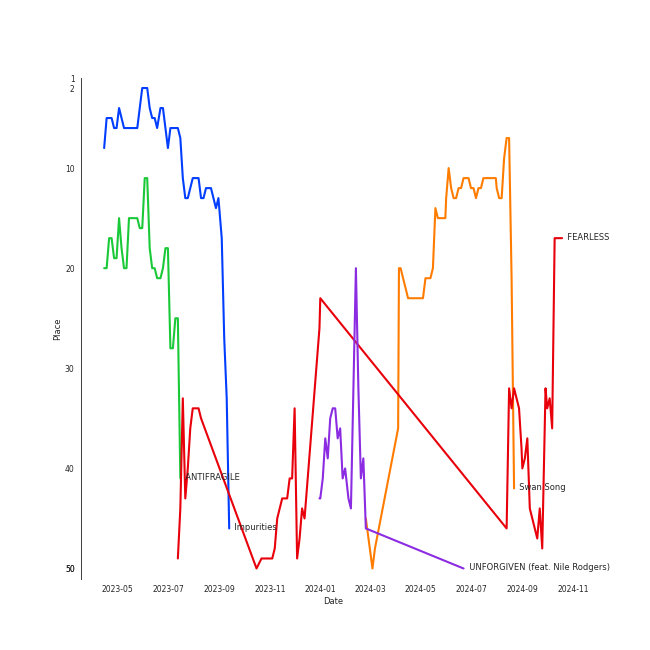 1
2
10
20
30
40
50
Place
FEARLESS
ANTIFRAGILE
Swan Song
Impurities
UNFORGIVEN (feat. Nile Rodgers)
2023-05
2023-07
2023-09
2023-11
2024-01
2024-03
2024-05
2024-07
2024-09
2024-11
Date